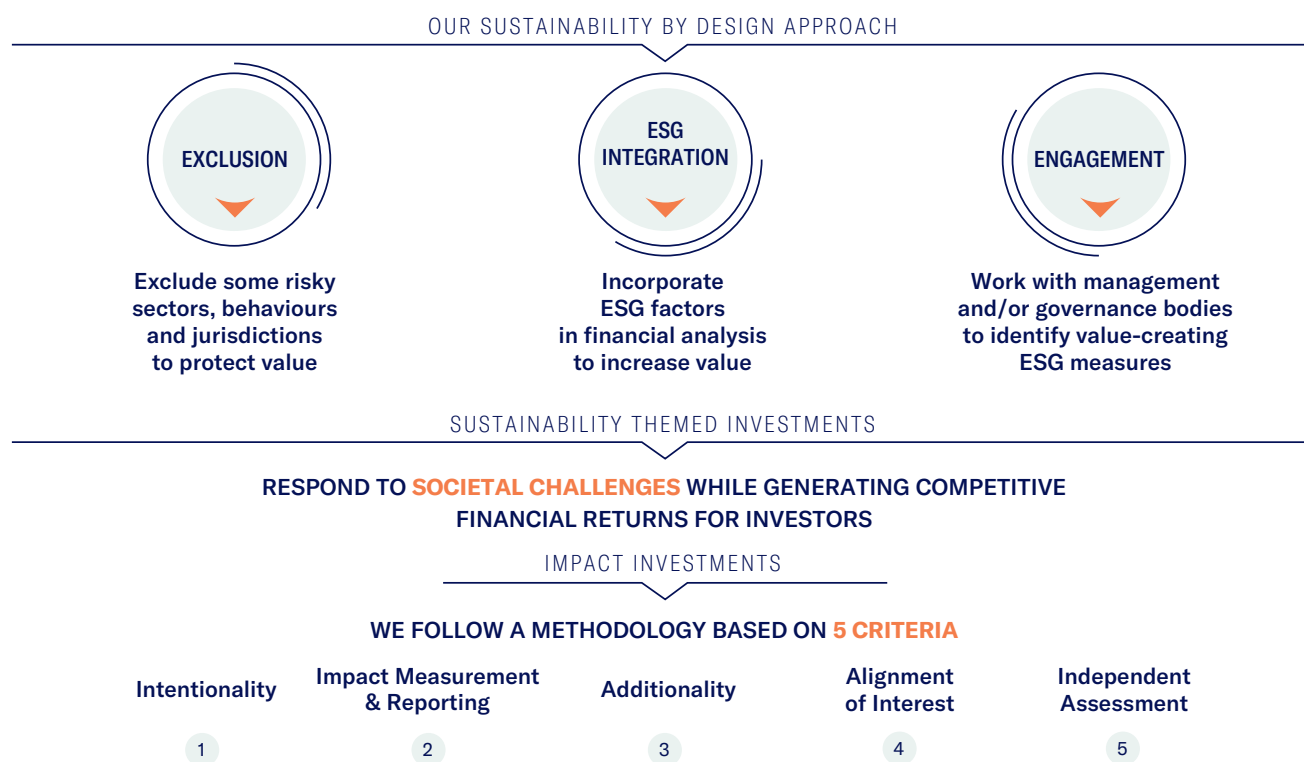 OUR SUSTAINABILITY BY DESIGN APPROACH
EXCLUSION
Exclude some risky
sectors, behaviours
and jurisdictions
to protect value
ESG
INTEGRATION
Incorporate
ESG factors
in financial analysis
to increase value
ENGAGEMENT
Work with management
and/or governance bodies
to identify value-creating
ESG measures
SUSTAINABILITY THEMED INVESTMENTS
RESPOND TO SOCIETAL CHALLENGES WHILE GENERATING COMPETITIVE
FINANCIAL RETURNS FOR INVESTORS
IMPACT INVESTMENTS
WE FOLLOW A METHODOLOGY BASED ON 5 CRITERIA
Intentionality
1
Impact Measurement
& Reporting
2
Additionality
3
Alignment
of Interest
4
Independent
Assessment
5